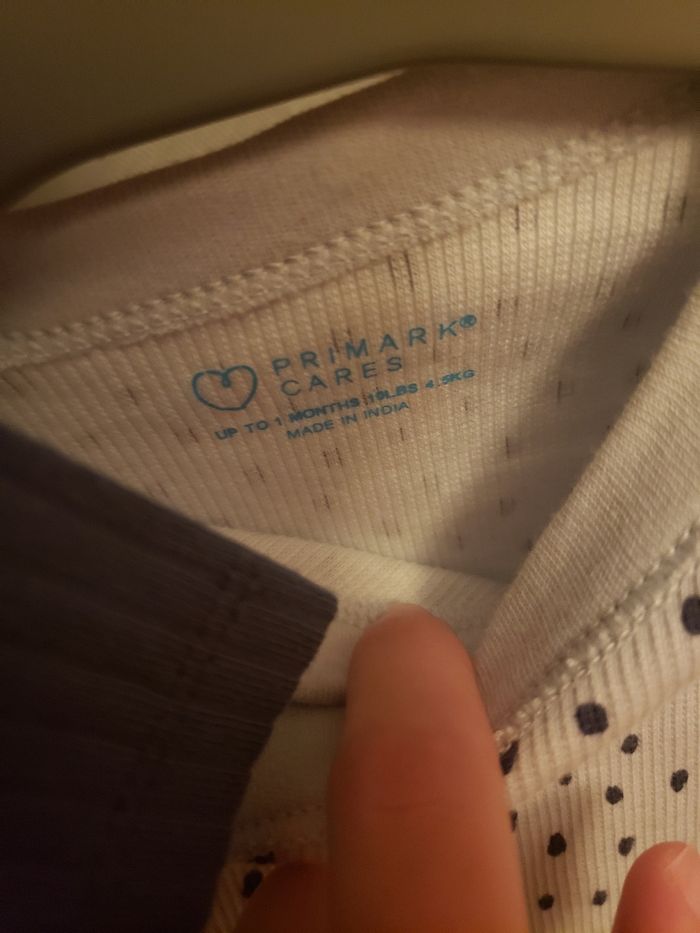 PRIMARK®
CARES
UP TO 1 MONTHS 10LBS 4.5KG
MADE IN INDIA